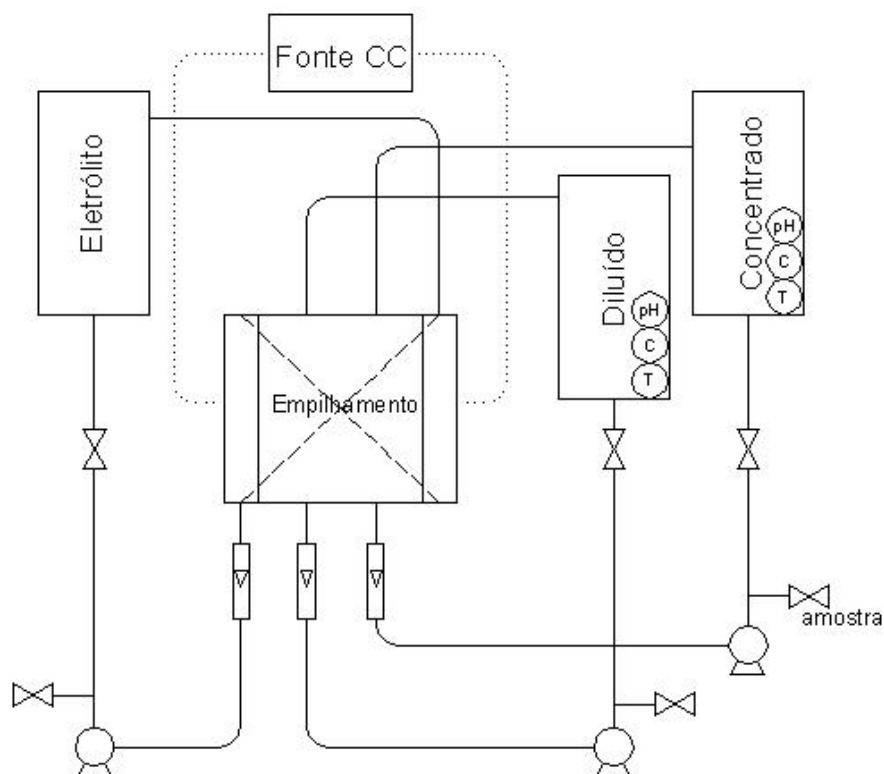 Fonte CC
Eletrólito
Concentrado
pH
C
T
Diluído
pH
C
T
Empilhamento
amostra